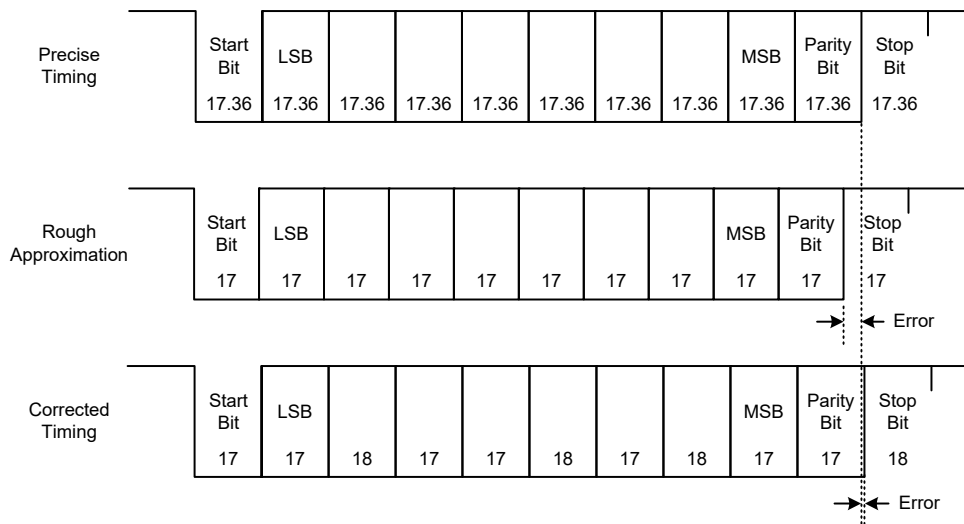 Precise
Timing
Start
Bit
LSB
MSB
Parity
Bit
Stop
Bit
17.36 17.36 17.36 17.36 17.36 17.36 17.36 17.36 17.36 17.36 17.36
Rough
Approximation
Start
Bit
LSB
MSB
Parity
Bit
Stop
Bit
17 17 17 17 17 17 17 17 17 17 17
Error
Corrected
Timing
Start
Bit
LSB
MSB
Parity
Bit
Stop
Bit
17 17 18 17 17 18 17 18 17 17 18
Error